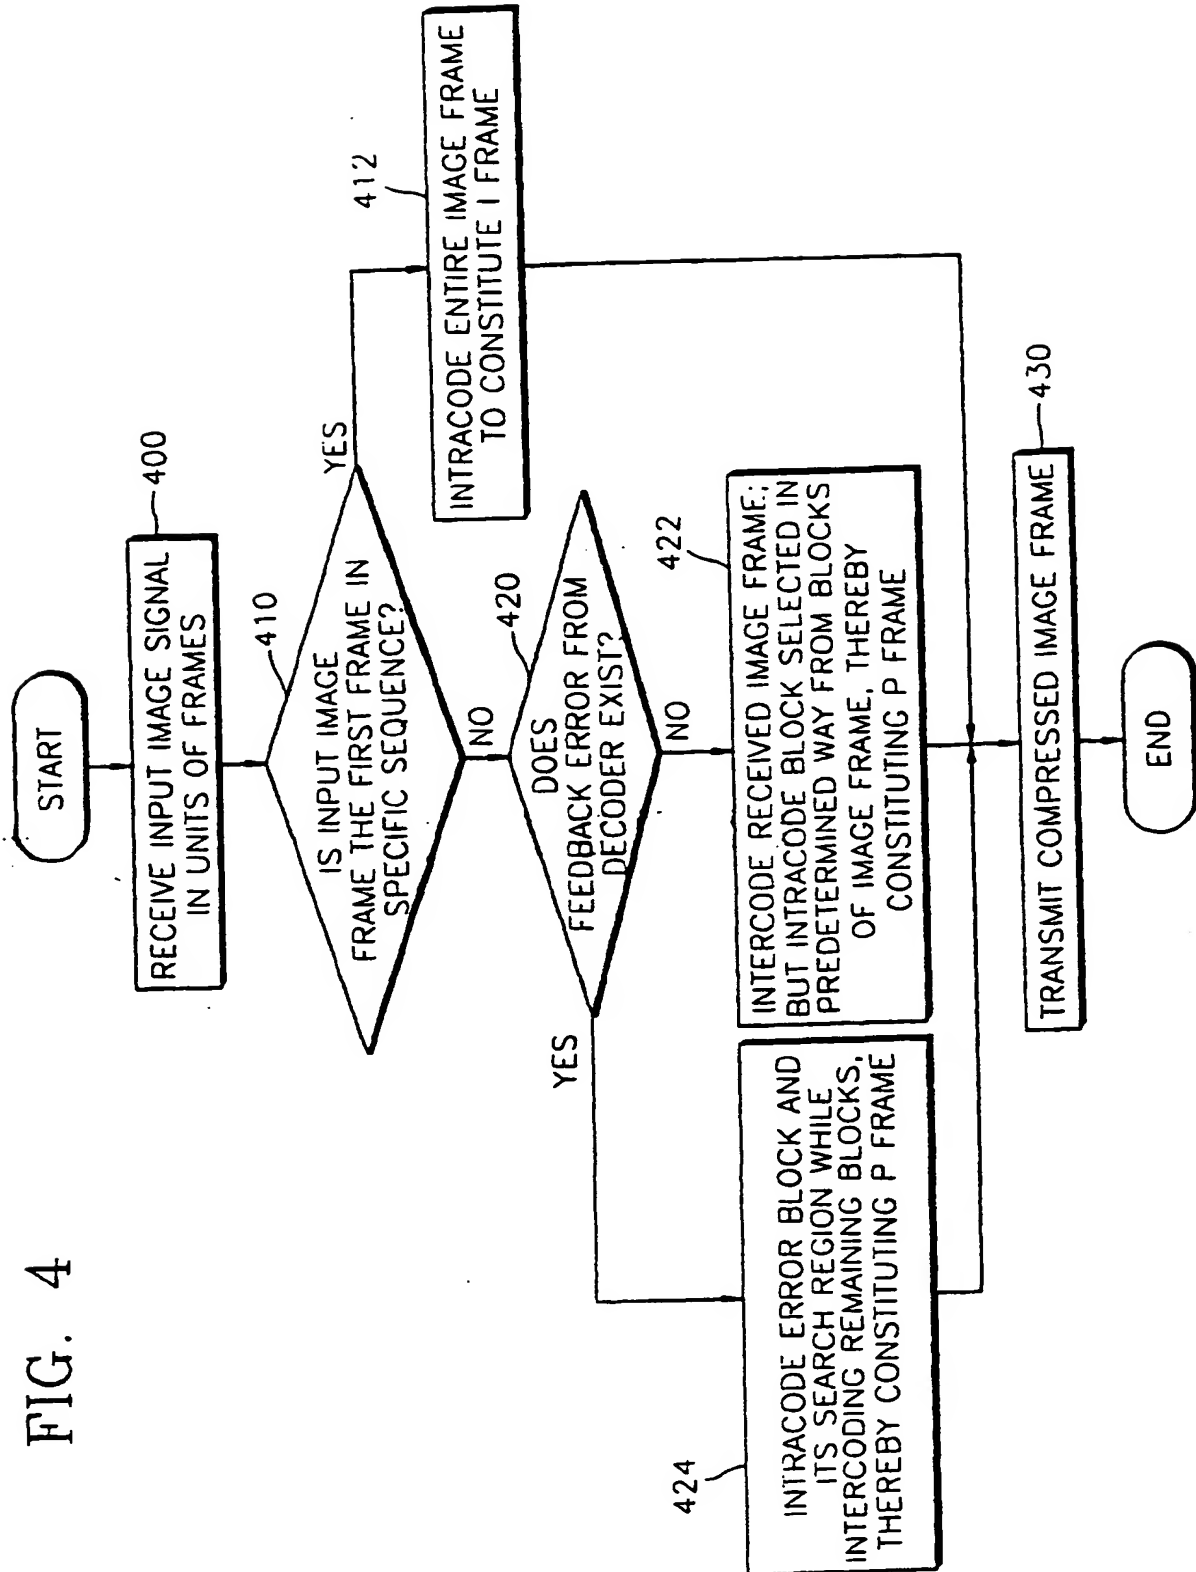 FIG. 4
START
RECEIVE INPUT IMAGE SIGNAL
IN UNITS OF FRAMES
400
IS INPUT IMAGE
FRAME THE FIRST FRAME IN
SPECIFIC SEQUENCE?
410
YES
NO
INTRACODE ENTIRE IMAGE FRAME
TO CONSTITUTE I FRAME
412
DOES
FEEDBACK ERROR FROM
DECODER EXIST?
420
YES
NO
INTERCODE RECEIVED IMAGE FRAME;
BUT INTRACODE BLOCK SELECTED IN
PREDETERMINED WAY FROM BLOCKS
OF IMAGE FRAME, THEREBY
CONSTITUTING P FRAME
422
INTRACODE ERROR BLOCK AND
ITS SEARCH REGION WHILE
INTERCODING REMAINING BLOCKS,
THEREBY CONSTITUTING P FRAME
424
TRANSMIT COMPRESSED IMAGE FRAME
430
END